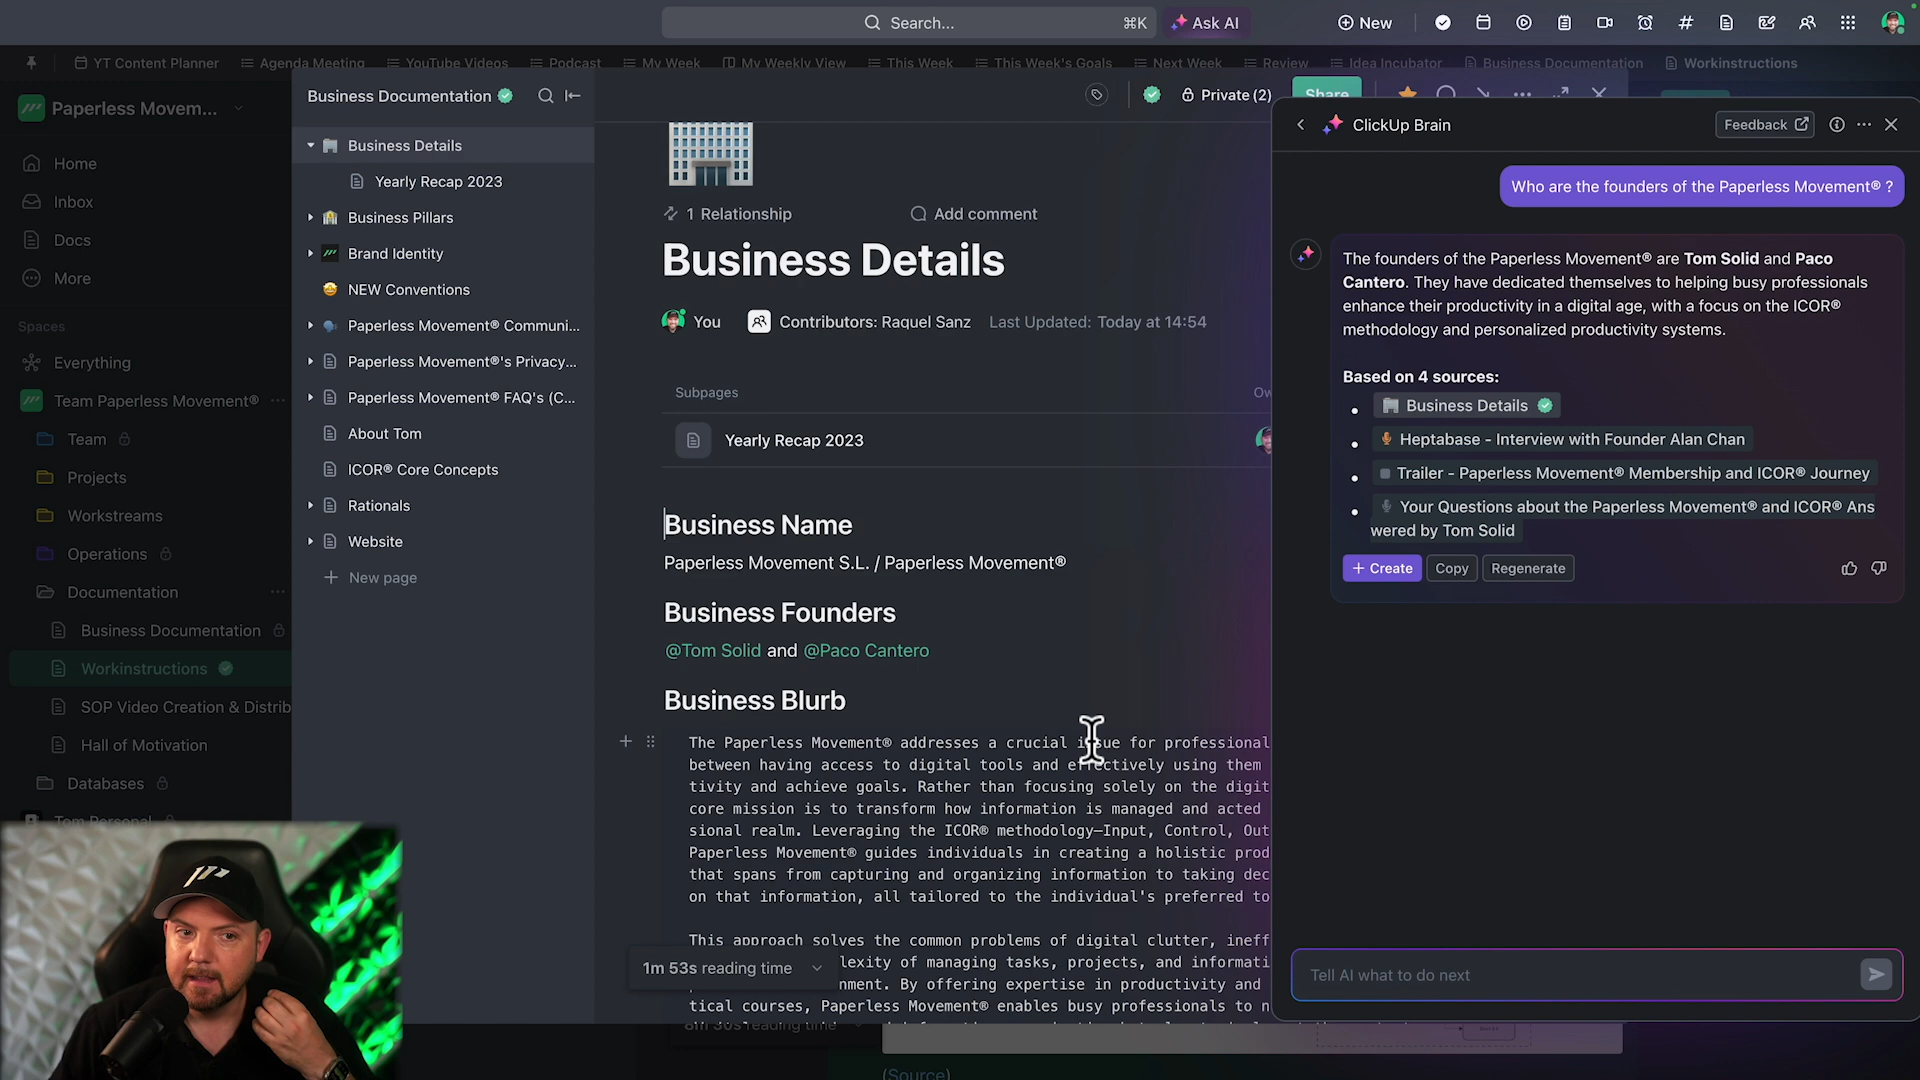 Search...
⌘K
Ask AI
New
YT Content Planner
Agenda Meeting
YouTube Videos
Podcast
My Week
My Weekly View
This Week
This Week's Goals
Next Week
Review
Idea Incubator
Business Documentation
Workinstructions
Paperless Movem...
Home
Inbox
Docs
More
Spaces
Everything
Team Paperless Movement®
Team
Projects
Workstreams
Operations
Documentation
Business Documentation
Workinstructions
SOP Video Creation & Distrib
Hall of Motivation
Databases
Tom Personal
Business Documentation
Business Details
Yearly Recap 2023
Business Pillars
Brand Identity
NEW Conventions
Paperless Movement® Communi...
Paperless Movement®'s Privacy...
Paperless Movement® FAQ's (C...
About Tom
ICOR® Core Concepts
Rationals
Website
New page
Private (2)
Share
1 Relationship
Add comment
Business Details
You
Contributors: Raquel Sanz
Last Updated: Today at 14:54
Subpages
Ow
Yearly Recap 2023
Business Name
Paperless Movement S.L. / Paperless Movement®
Business Founders
@Tom Solid and @Paco Cantero
Business Blurb
The Paperless Movement® addresses a crucial issue for professional
between having access to digital tools and effectively using them
tivity and achieve goals. Rather than focusing solely on the digit
core mission is to transform how information is managed and acted
sional realm. Leveraging the ICOR® methodology—Input, Control, Out
Paperless Movement® guides individuals in creating a holistic prod
that spans from capturing and organizing information to taking dec
on that information, all tailored to the individual's preferred to
This approach solves the common problems of digital clutter, ineff
lexity of managing tasks, projects, and informati
nment. By offering expertise in productivity and
tical courses, Paperless Movement® enables busy professionals to n
1m 53s reading time
8m 30s reading time
(Source)
ClickUp Brain
Feedback
Who are the founders of the Paperless Movement® ?
The founders of the Paperless Movement® are Tom Solid and Paco
Cantero. They have dedicated themselves to helping busy professionals
enhance their productivity in a digital age, with a focus on the ICOR®
methodology and personalized productivity systems.
Based on 4 sources:
Business Details
Heptabase - Interview with Founder Alan Chan
Trailer - Paperless Movement® Membership and ICOR® Journey
Your Questions about the Paperless Movement® and ICOR® Ans
wered by Tom Solid
Create
Copy
Regenerate
Tell AI what to do next